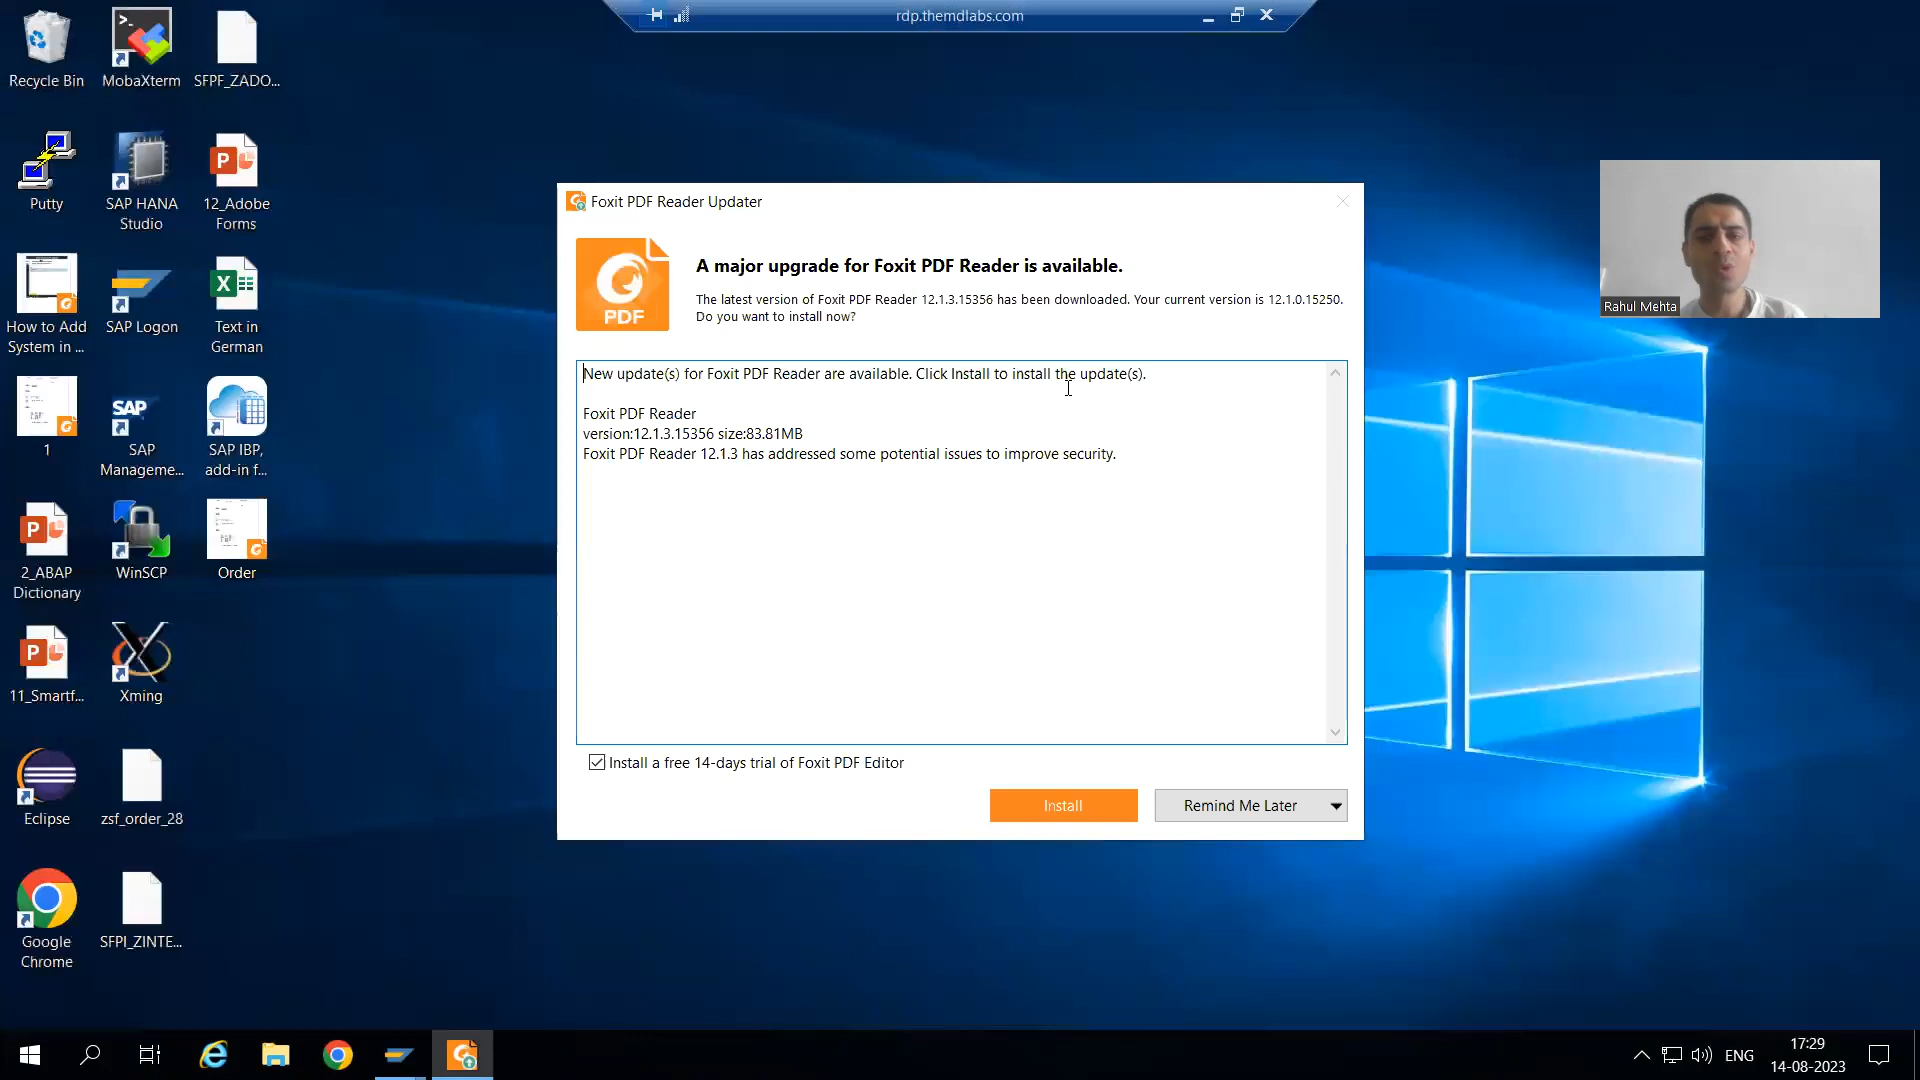 rdp.themdlabs.com
Recycle Bin
MobaXterm
SFPF_ZADO...
Putty
SAP HANA
Studio
12_Adobe
Forms
How to Add
System in ...
SAP Logon
Text in
German
1
SAP
SAP
Manageme...
SAP IBP,
add-in f...
2_ABAP
Dictionary
WinSCP
Order
11_Smartf...
Xming
Eclipse
zsf_order_28
Google
Chrome
SFPI_ZINTE...
Foxit PDF Reader Updater
PDF
A major upgrade for Foxit PDF Reader is available.
The latest version of Foxit PDF Reader 12.1.3.15356 has been downloaded. Your current version is 12.1.0.15250.
Do you want to install now?
New update(s) for Foxit PDF Reader are available. Click Install to install the update(s).
Foxit PDF Reader
version:12.1.3.15356 size:83.81MB
Foxit PDF Reader 12.1.3 has addressed some potential issues to improve security.
Install a free 14-days trial of Foxit PDF Editor
Install
Remind Me Later
Rahul Mehta
ENG
17:29
14-08-2023